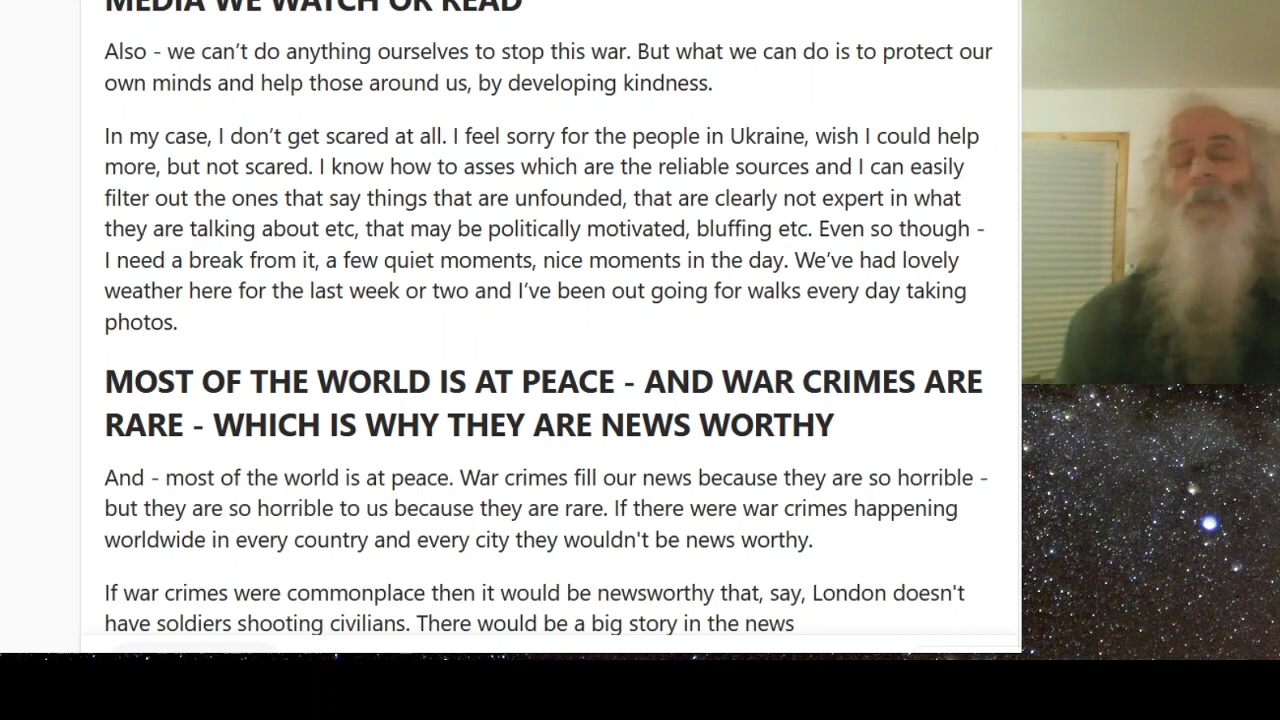 MEDIA WE WATCH OR READ
Also - we can’t do anything ourselves to stop this war. But what we can do is to protect our
own minds and help those around us, by developing kindness.
In my case, I don’t get scared at all. I feel sorry for the people in Ukraine, wish I could help
more, but not scared. I know how to asses which are the reliable sources and I can easily
filter out the ones that say things that are unfounded, that are clearly not expert in what
they are talking about etc, that may be politically motivated, bluffing etc. Even so though -
I need a break from it, a few quiet moments, nice moments in the day. We’ve had lovely
weather here for the last week or two and I’ve been out going for walks every day taking
photos.
MOST OF THE WORLD IS AT PEACE - AND WAR CRIMES ARE
RARE - WHICH IS WHY THEY ARE NEWS WORTHY
And - most of the world is at peace. War crimes fill our news because they are so horrible -
but they are so horrible to us because they are rare. If there were war crimes happening
worldwide in every country and every city they wouldn't be news worthy.
If war crimes were commonplace then it would be newsworthy that, say, London doesn't
have soldiers shooting civilians. There would be a big story in the news